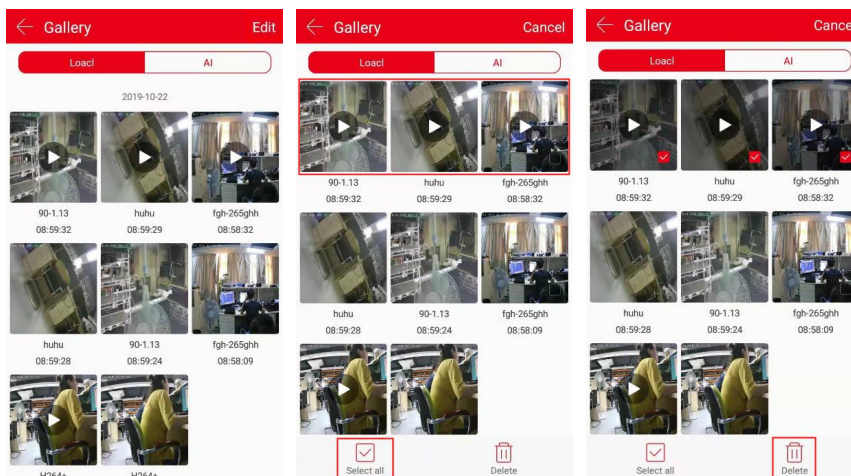 Gallery
Edit
Loacl
AI
2019-10-22
90-1.13
huhu
fgh-265ghh
08:59:32
08:59:29
08:58:32
huhu
90-1.13
fgh-265ghh
08:59:28
08:59:24
08:58:09
H264+
H264+
Gallery
Cancel
Loacl
AI
90-1.13
huhu
fgh-265ghh
08:59:32
08:59:29
08:58:32
huhu
90-1.13
fgh-265ghh
08:59:28
08:59:24
08:58:09
Select all
Delete
Gallery
Cance
Loacl
AI
90-1.13
huhu
fgh-265ghh
08:59:32
08:59:29
08:58:32
huhu
90-1.13
fgh-265ghh
08:59:28
08:59:24
08:58:09
Select all
Delete